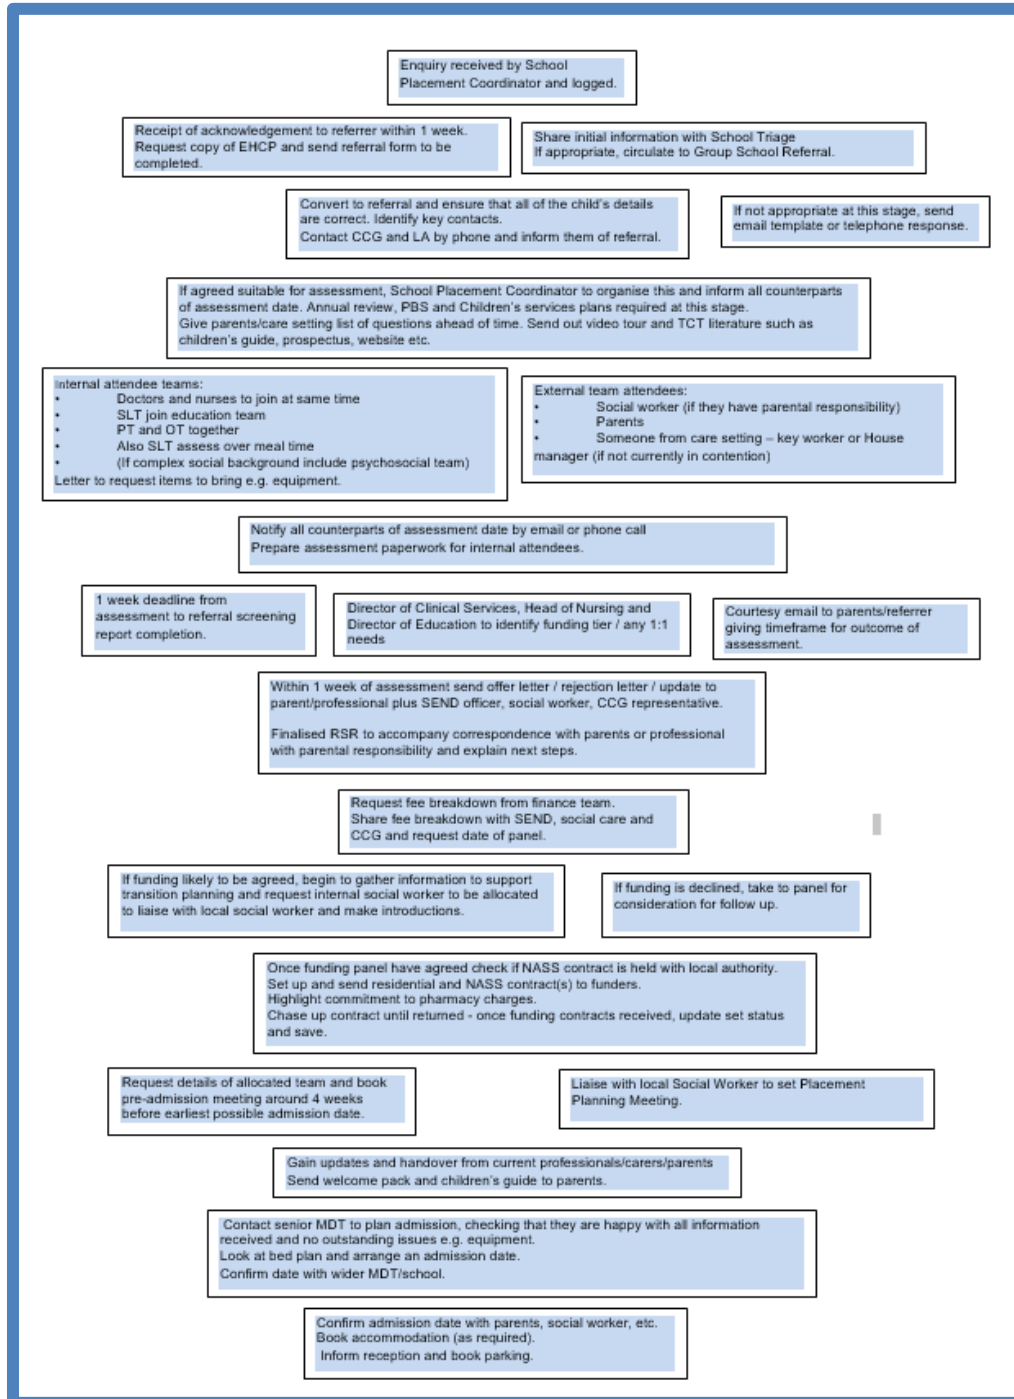 Enquiry received by School
Placement Coordinator and logged.
Receipt of acknowledgement to referrer within 1 week.
Request copy of EHCP and send referral form to be
completed.
Share initial information with School Triage
If appropriate, circulate to Group School Referral.
Convert to referral and ensure that all of the child's details
are correct. Identify key contacts.
Contact CCG and LA by phone and inform them of referral.
If not appropriate at this stage, send
email template or telephone response.
If agreed suitable for assessment, School Placement Coordinator to organise this and inform all counterparts
of assessment date. Annual review, PBS and Children's services plans required at this stage.
Give parents/care setting list of questions ahead of time. Send out video tour and TCT literature such as
children's guide, prospectus, website etc.
Internal attendee teams:
• Doctors and nurses to join at same time
• SLT join education team
• PT and OT together
• Also SLT assess over meal time
• (If complex social background include psychosocial team)
Letter to request items to bring e.g. equipment.
External team attendees:
• Social worker (if they have parental responsibility)
• Parents
• Someone from care setting – key worker or House
manager (if not currently in contention)
Notify all counterparts of assessment date by email or phone call
Prepare assessment paperwork for internal attendees.
1 week deadline from
assessment to referral screening
report completion.
Director of Clinical Services, Head of Nursing and
Director of Education to identify funding tier / any 1:1
needs
Courtesy email to parents/referrer
giving timeframe for outcome of
assessment.
Within 1 week of assessment send offer letter / rejection letter / update to
parent/professional plus SEND officer, social worker, CCG representative.
Finalised RSR to accompany correspondence with parents or professional
with parental responsibility and explain next steps.
Request fee breakdown from finance team.
Share fee breakdown with SEND, social care and
CCG and request date of panel.
If funding likely to be agreed, begin to gather information to support
transition planning and request internal social worker to be allocated
to liaise with local social worker and make introductions.
If funding is declined, take to panel for
consideration for follow up.
Once funding panel have agreed check if NASS contract is held with local authority.
Set up and send residential and NASS contract(s) to funders.
Highlight commitment to pharmacy charges.
Chase up contract until returned - once funding contracts received, update set status
and save.
Request details of allocated team and book
pre-admission meeting around 4 weeks
before earliest possible admission date.
Liaise with local Social Worker to set Placement
Planning Meeting.
Gain updates and handover from current professionals/carers/parents
Send welcome pack and children's guide to parents.
Contact senior MDT to plan admission, checking that they are happy with all information
received and no outstanding issues e.g. equipment.
Look at bed plan and arrange an admission date.
Confirm date with wider MDT/school.
Confirm admission date with parents, social worker, etc.
Book accommodation (as required).
Inform reception and book parking.